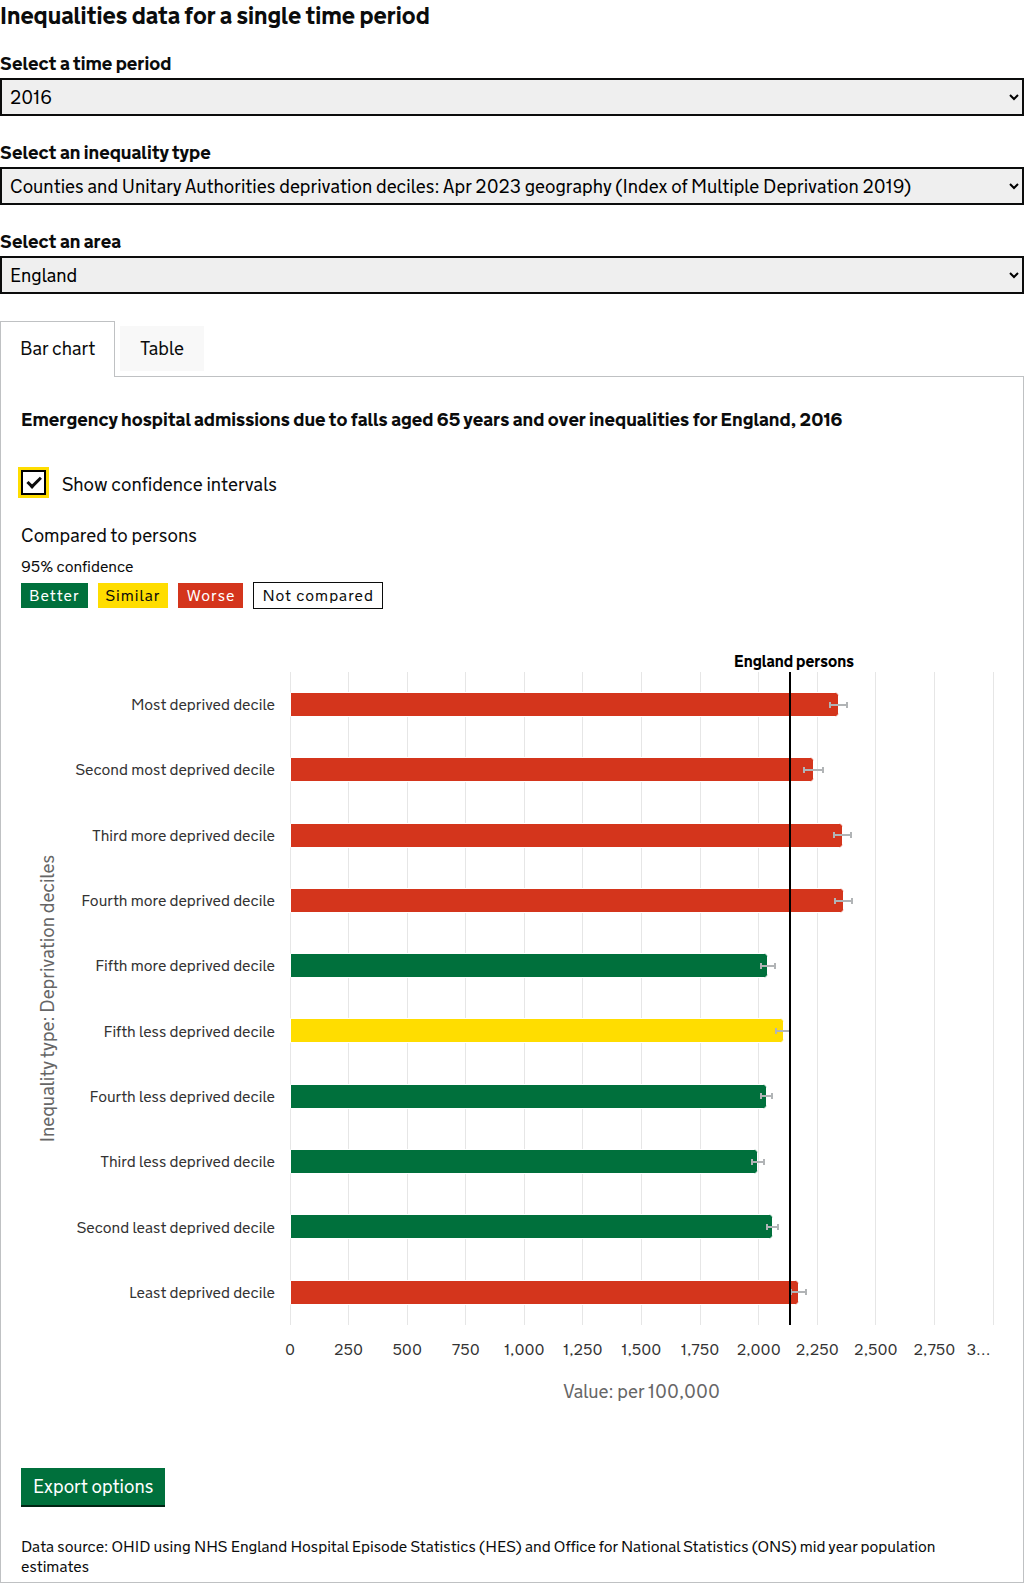 Inequalities data for a single time period
Select a time period
2016
Select an inequality type
Counties and Unitary Authorities deprivation deciles: Apr 2023 geography (Index of Multiple Deprivation 2019)
Select an area
England
Bar chart
Table
Emergency hospital admissions due to falls aged 65 years and over inequalities for England, 2016
Show confidence intervals
Compared to persons
95% confidence
Better
Similar
Worse
Not compared
England persons
Inequality type: Deprivation deciles
Most deprived decile
Second most deprived decile
Third more deprived decile
Fourth more deprived decile
Fifth more deprived decile
Fifth less deprived decile
Fourth less deprived decile
Third less deprived decile
Second least deprived decile
Least deprived decile
0 250 500 750 1,000 1,250 1,500 1,750 2,000 2,250 2,500 2,750 3...
Value: per 100,000
Export options
Data source: OHID using NHS England Hospital Episode Statistics (HES) and Office for National Statistics (ONS) mid year population
estimates